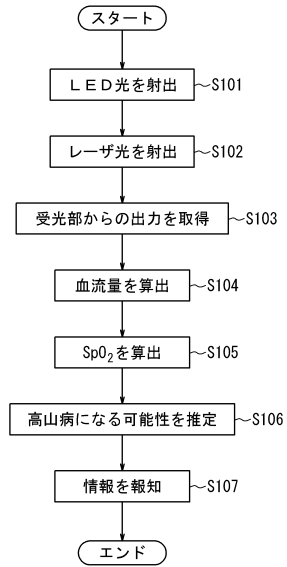 スタート
ＬＥＤ光を射出 S101
レーザ光を射出 S102
受光部からの出力を取得 S103
血流量を算出 S104
SpO₂を算出 S105
高山病になる可能性を推定 S106
情報を報知 S107
エンド